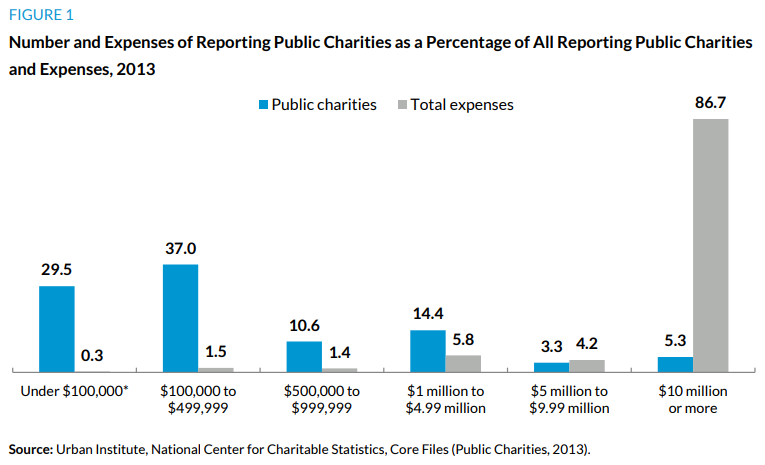 FIGURE 1
Number and Expenses of Reporting Public Charities as a Percentage of All Reporting Public Charities
and Expenses, 2013
Public charities Total expenses
29.5
0.3
37.0
1.5
10.6
1.4
14.4
5.8
3.3
4.2
5.3
86.7
Under $100,000*
$100,000 to
$499,999
$500,000 to
$999,999
$1 million to
$4.99 million
$5 million to
$9.99 million
$10 million
or more
Source: Urban Institute, National Center for Charitable Statistics, Core Files (Public Charities, 2013).